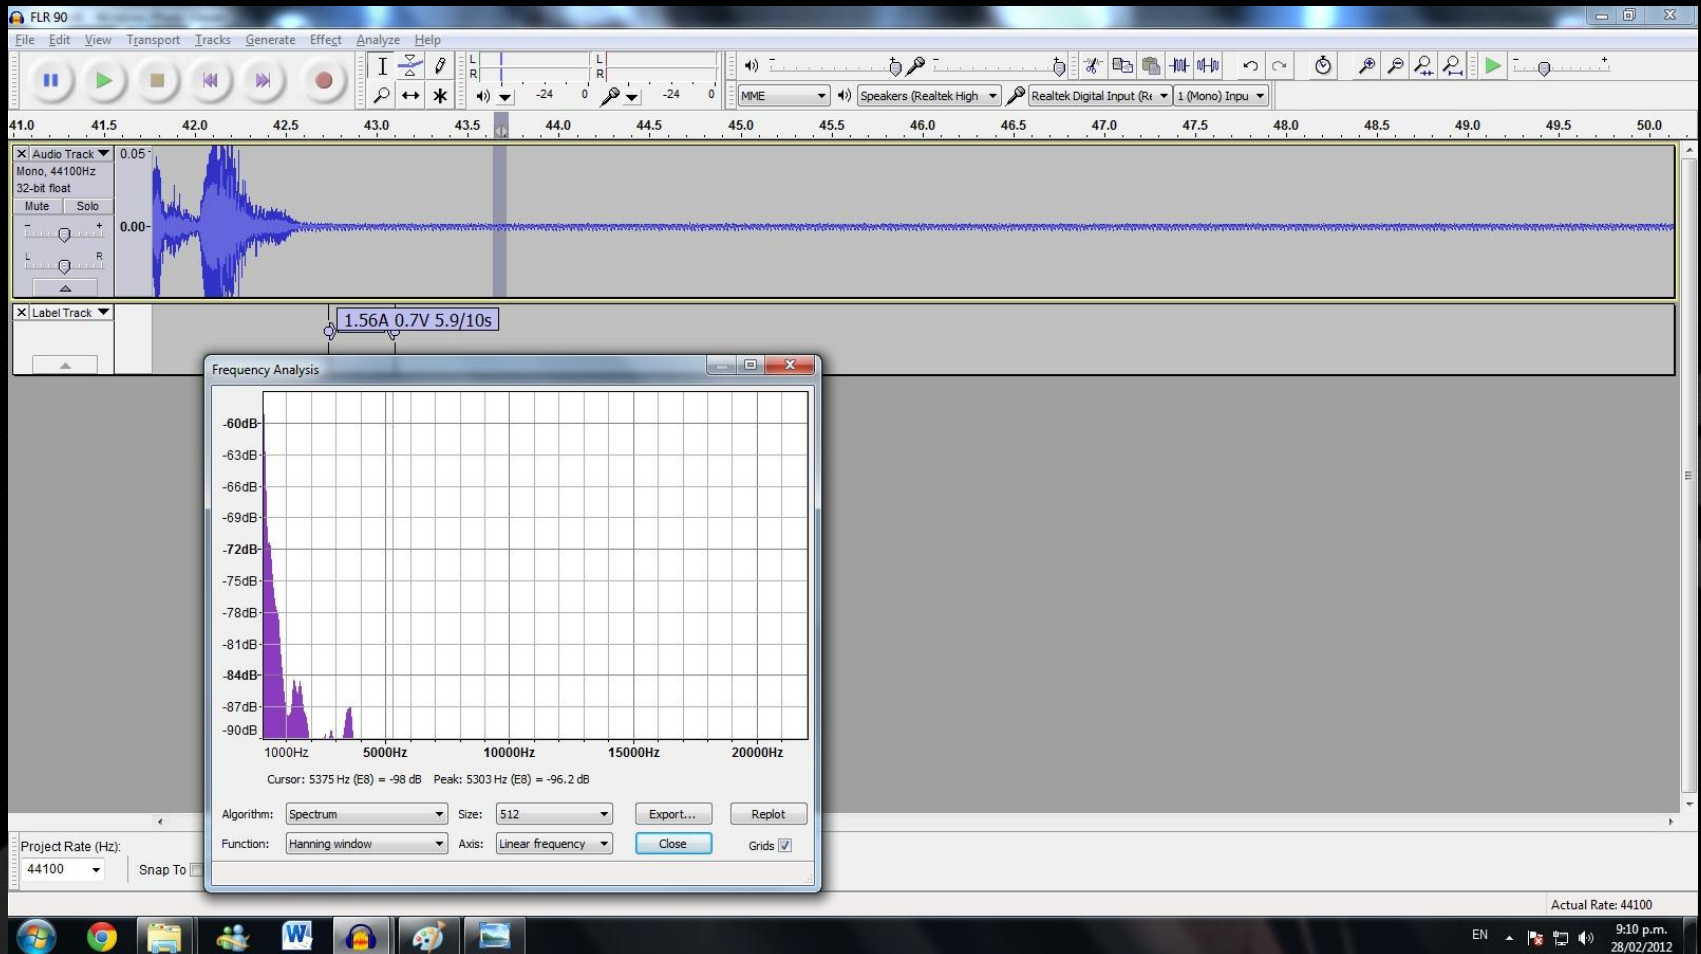 FLR 90
File Edit View Transport Tracks Generate Effect Analyze Help
L
R
-24 0
L
R
-24 0
MME
Speakers (Realtek High
Realtek Digital Input (Re
1 (Mono) Inpu
41.0 41.5 42.0 42.5 43.0 43.5 44.0 44.5 45.0 45.5 46.0 46.5 47.0 47.5 48.0 48.5 49.0 49.5 50.0
X Audio Track 0.05
Mono, 44100Hz
32-bit float
Mute Solo
- + 0.00
L R
X Label Track
1.56A 0.7V 5.9/10s
Frequency Analysis
-60dB
-63dB
-66dB
-69dB
-72dB
-75dB
-78dB
-81dB
-84dB
-87dB
-90dB
1000Hz 5000Hz 10000Hz 15000Hz 20000Hz
Cursor: 5375 Hz (E8) = -98 dB Peak: 5303 Hz (E8) = -96.2 dB
Algorithm: Spectrum Size: 512 Export... Replot
Function: Hanning window Axis: Linear frequency Close Grids
Project Rate (Hz):
44100 Snap To
Actual Rate: 44100
EN
9:10 p.m.
28/02/2012